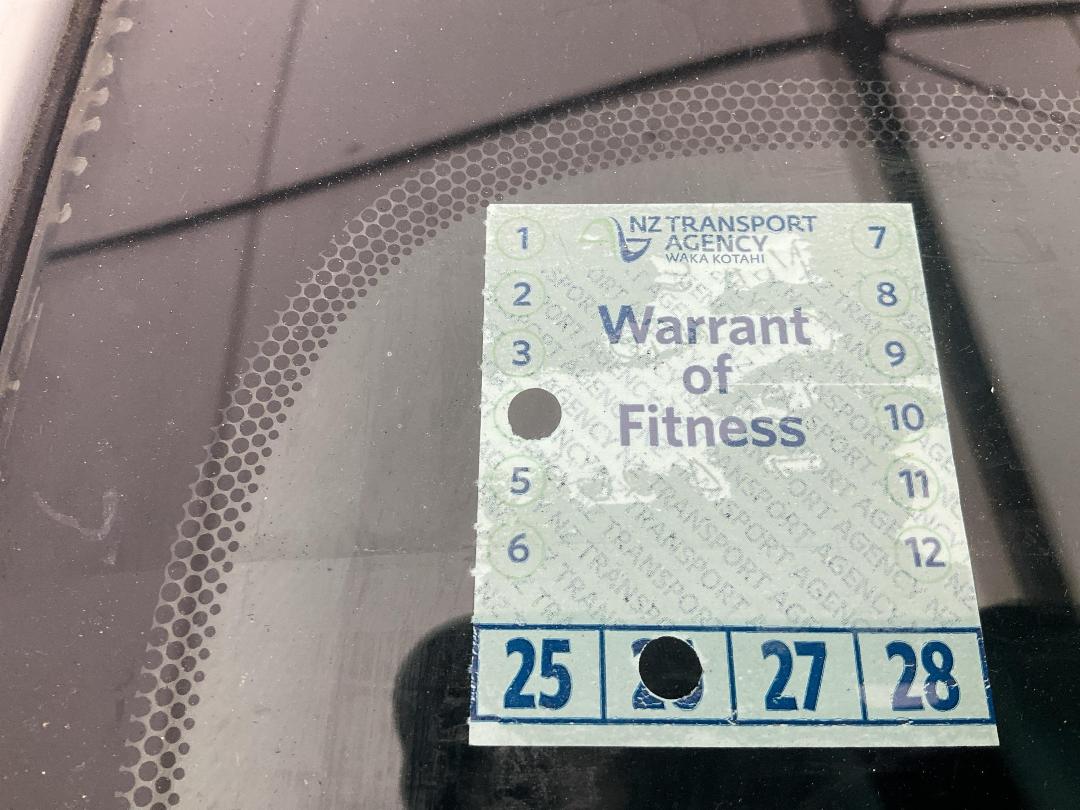 NZ TRANSPORT
AGENCY
WAKA KOTAHI
Warrant
of
Fitness
1
2
3
5
6
7
8
9
10
11
12
25
27
28